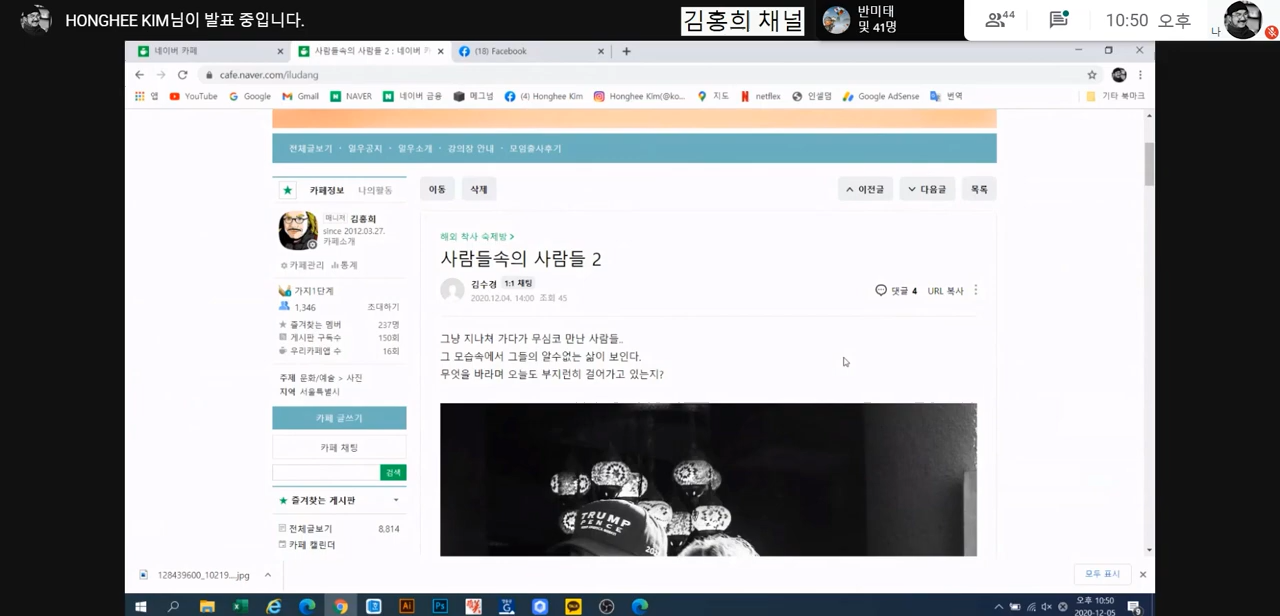 HONGHEE KIM님이 발표 중입니다.
김홍희 채널
반미태
및 41명
44
10:50 오후
나
네이버 카페
사람들속의 사람들 2 : 네이버 카
(18) Facebook
cafe.naver.com/iludang
앱
YouTube
Google
Gmail
NAVER
네이버 금융
메그넘
(4) Honghee Kim
Honghee Kim(@ko...
지도
netflex
인셀덤
Google AdSense
번역
기타 북마크
전체글보기 · 일우공지 · 일우소개 · 강의장 안내 · 모임출사후기
카페정보 나의활동
이동 삭제
이전글 다음글 목록
매니저 김홍희
since 2012.03.27.
카페소개
카페관리 통계
가지1단계
1,346 초대하기
즐겨찾는 멤버 237명
게시판 구독수 150회
우리카페앱 수 16회
주제 문화/예술 > 사진
지역 서울특별시
카페 글쓰기
카페 채팅
검색
즐겨찾는 게시판
전체글보기 8,814
카페 캘린더
해외 착사 숙제방 >
사람들속의 사람들 2
김수경 1:1 채팅
2020.12.04. 14:00 조회 45
댓글 4 URL 복사
그냥 지나쳐 가다가 무심코 만난 사람들..
그 모습속에서 그들의 알수없는 삶이 보인다.
무엇을 바라며 오늘도 부지런히 걸어가고 있는지?
TRUMP
PENCE
128439600_10219....jpg
모두 표시
오후 10:50
2020-12-05